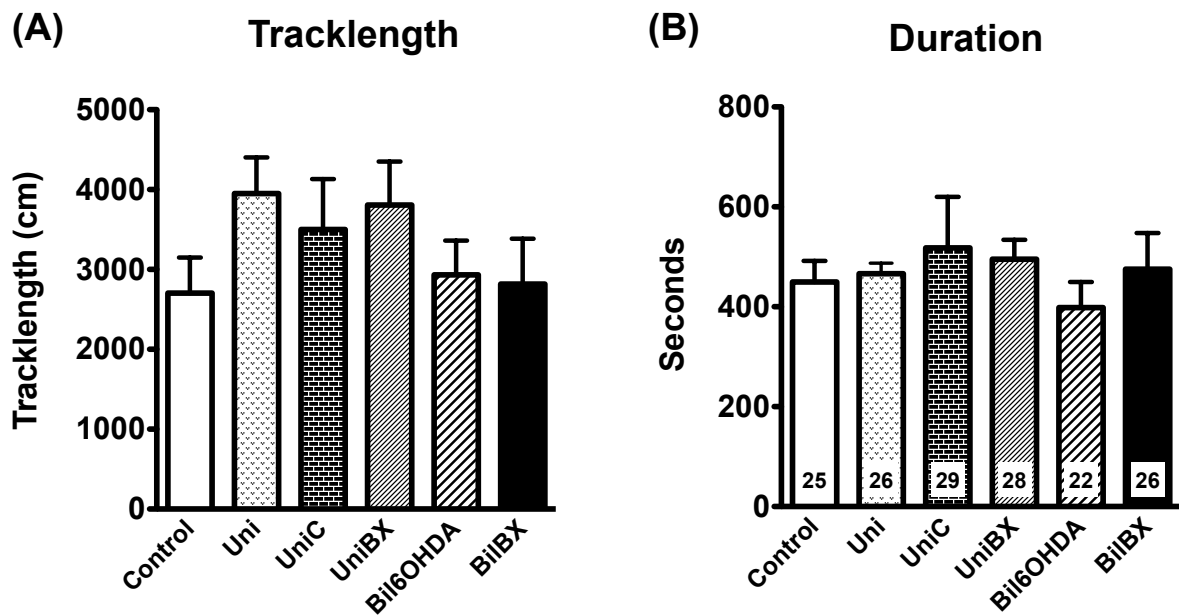 (A) Tracklength
5000
4000
3000
2000
1000
0
Tracklength (cm)
Control
Uni
UniC
UniBX
Bil6OHDA
BilBX
(B) Duration
800
600
400
200
0
Seconds
25 26 29 28 22 26
Control
Uni
UniC
UniBX
Bil6OHDA
BilBX